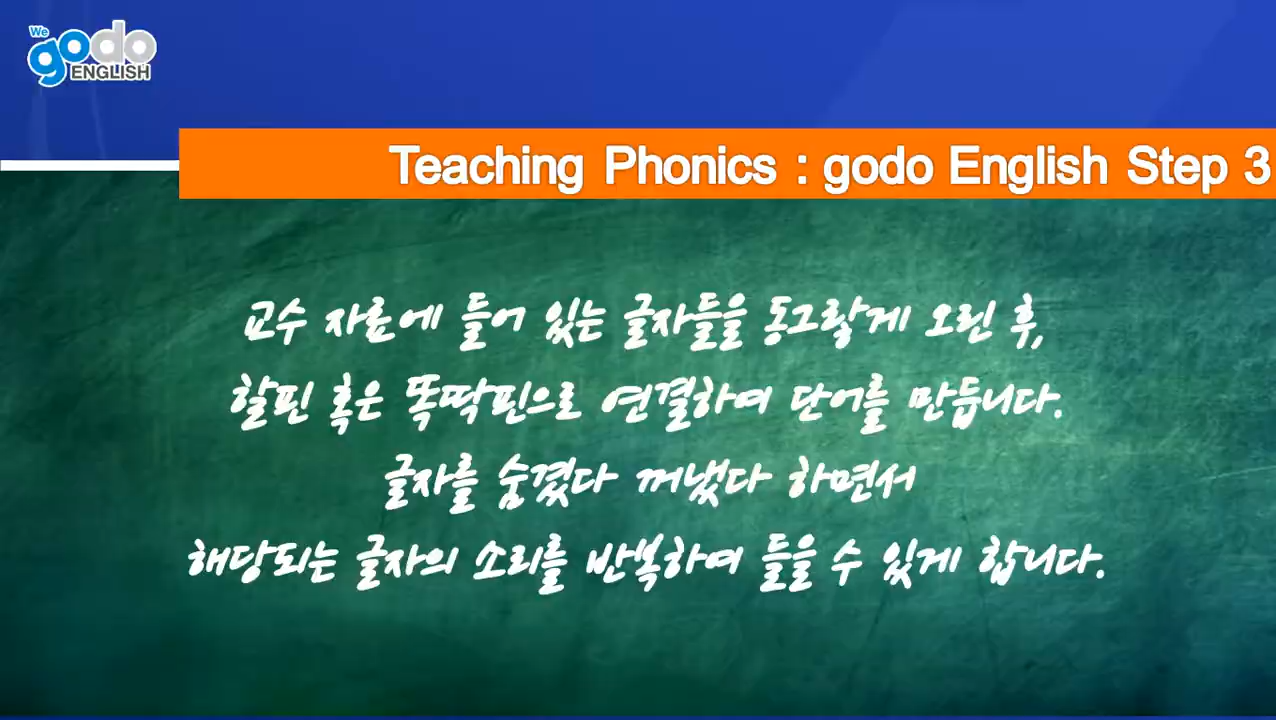 We
godo
ENGLISH
Teaching Phonics : godo English Step 3
교수 자료에 들어 있는 글자들을 동그랗게 오린 후,
할핀 혹은 똑딱핀으로 연결하여 단어를 만듭니다.
글자를 숨겼다 꺼냈다 하면서
해당되는 글자의 소리를 반복하여 들을 수 있게 합니다.